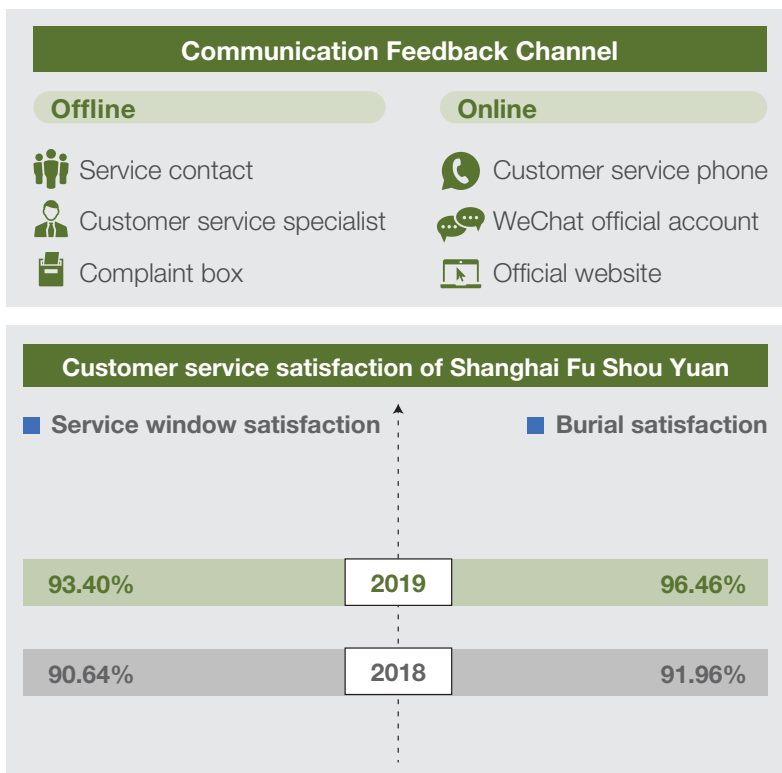 Communication Feedback Channel
Offline
Online
Service contact
Customer service phone
Customer service specialist
WeChat official account
Complaint box
Official website
Customer service satisfaction of Shanghai Fu Shou Yuan
Service window satisfaction
Burial satisfaction
93.40%
2019
96.46%
90.64%
2018
91.96%